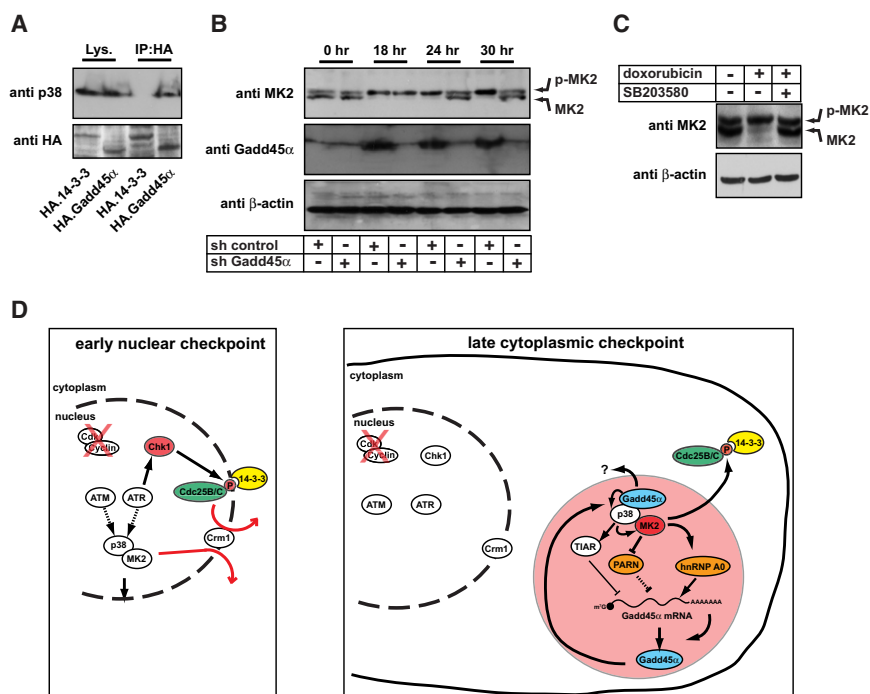 A
Lys. IP:HA
anti p38
anti HA
HA.14-3-3
HA.Gadd45α
HA.14-3-3
HA.Gadd45α
B
0 hr 18 hr 24 hr 30 hr
anti MK2
p-MK2
MK2
anti Gadd45α
anti β-actin
sh control + - + - + - + -
sh Gadd45α - + - + - + - +
C
doxorubicin - + +
SB203580 - - +
anti MK2
p-MK2
MK2
anti β-actin
D
early nuclear checkpoint
cytoplasm
nucleus
Cdk
Cyclin
Chk1
14-3-3
P
Cdc25B/C
ATM
ATR
Crm1
p38
MK2
late cytoplasmic checkpoint
cytoplasm
nucleus
Cdk
Cyclin
Chk1
ATM
ATR
Crm1
14-3-3
P
Cdc25B/C
?
Gadd45α
p38
MK2
TIAR
PARN
hnRNP A0
m⁷G
AAAAAAA
Gadd45α mRNA
Gadd45α